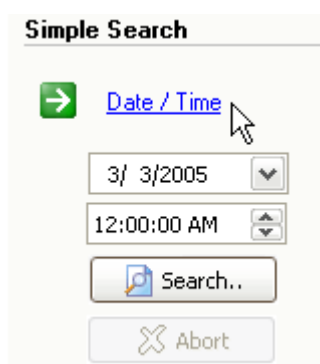 Simple Search
Date / Time
3/ 3/2005
12:00:00 AM
Search..
Abort